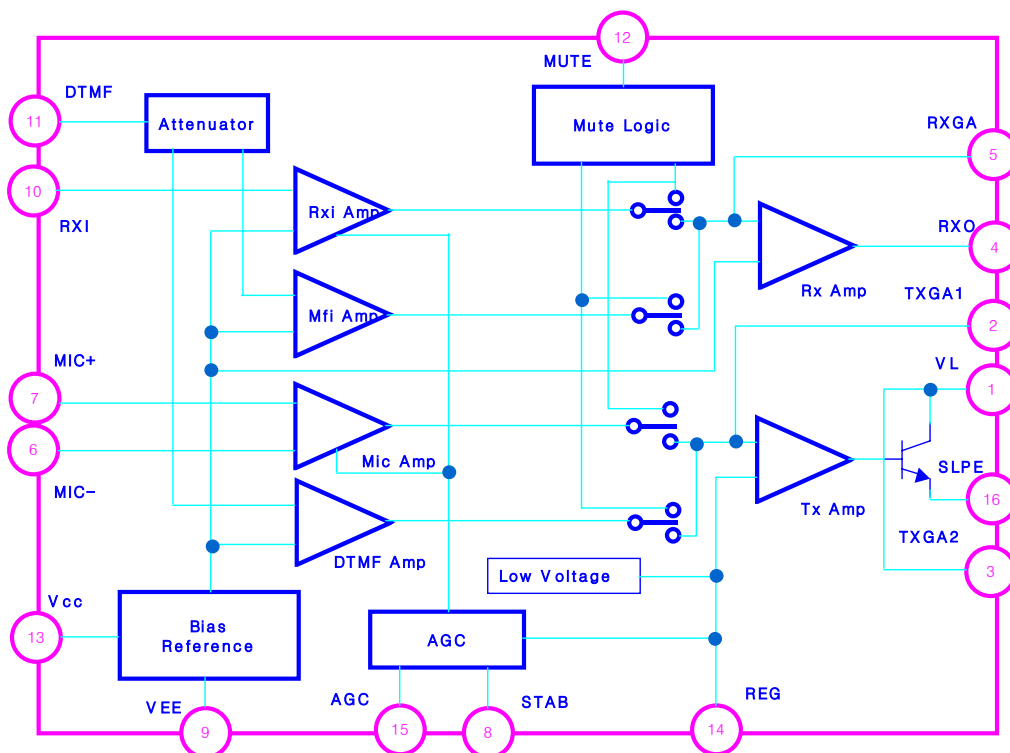 12
MUTE
DTMF
11
Attenuator
Mute Logic
RXGA
5
10
RXI
Rxi Amp
RXO
4
Rx Amp
Mfi Amp
TXGA1
2
MIC+
7
VL
1
6
MIC-
Mic Amp
SLPE
16
Tx Amp
TXGA2
3
DTMF Amp
Low Voltage
Vcc
13
Bias
Reference
AGC
VEE
9
AGC
15
STAB
8
REG
14